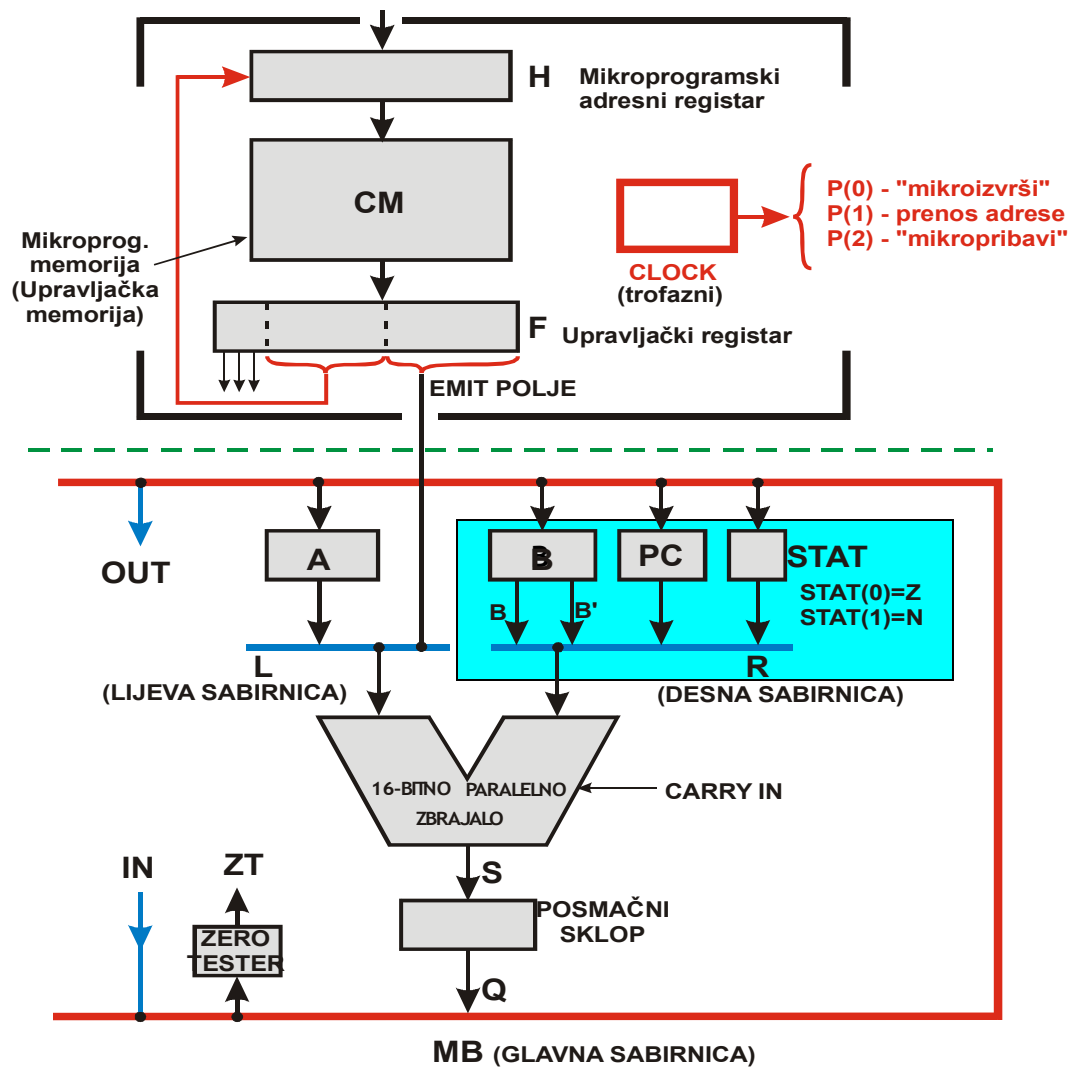 H
Mikroprogramski
adresni registar
CM
P(0) - "mikroizvrši"
P(1) - prenos adrese
P(2) - "mikropribavi"
Mikroprog.
memorija
(Upravljačka
memorija)
CLOCK
(trofazni)
F
Upravljački registar
EMIT POLJE
OUT
A
B
PC
STAT
STAT(0)=Z
STAT(1)=N
B
B'
L
(LIJEVA SABIRNICA)
R
(DESNA SABIRNICA)
16-BITNO PARALELNO
ZBRAJALO
CARRY IN
IN
ZT
S
POSMAČNI
SKLOP
ZERO
TESTER
Q
MB (GLAVNA SABIRNICA)